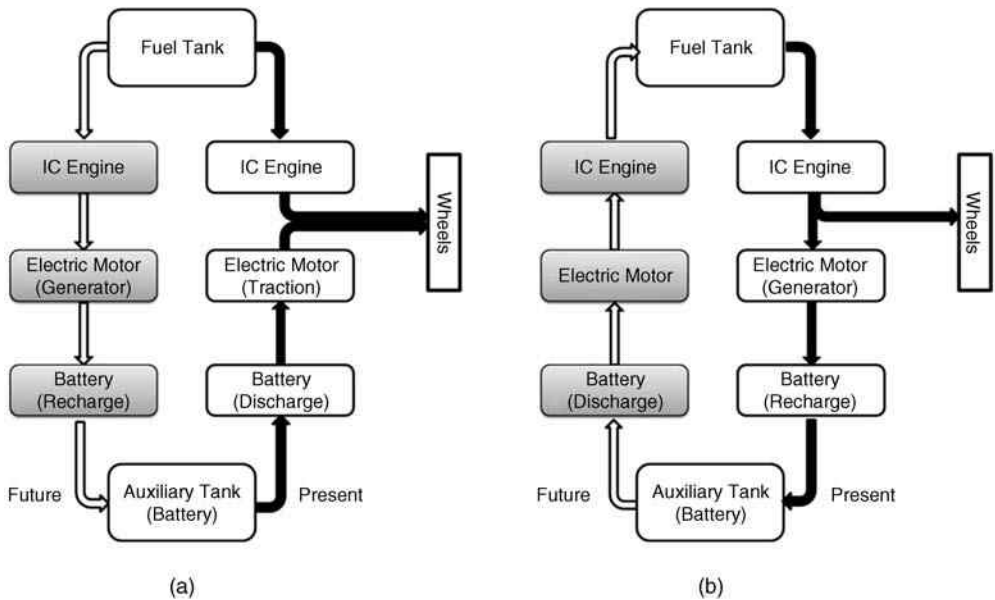 Fuel Tank
IC Engine
IC Engine
Wheels
Electric Motor
(Generator)
Electric Motor
(Traction)
Battery
(Recharge)
Battery
(Discharge)
Future
Auxiliary Tank
(Battery)
Present
(a)
Fuel Tank
IC Engine
IC Engine
Wheels
Electric Motor
Electric Motor
(Generator)
Battery
(Discharge)
Battery
(Recharge)
Future
Auxiliary Tank
(Battery)
Present
(b)